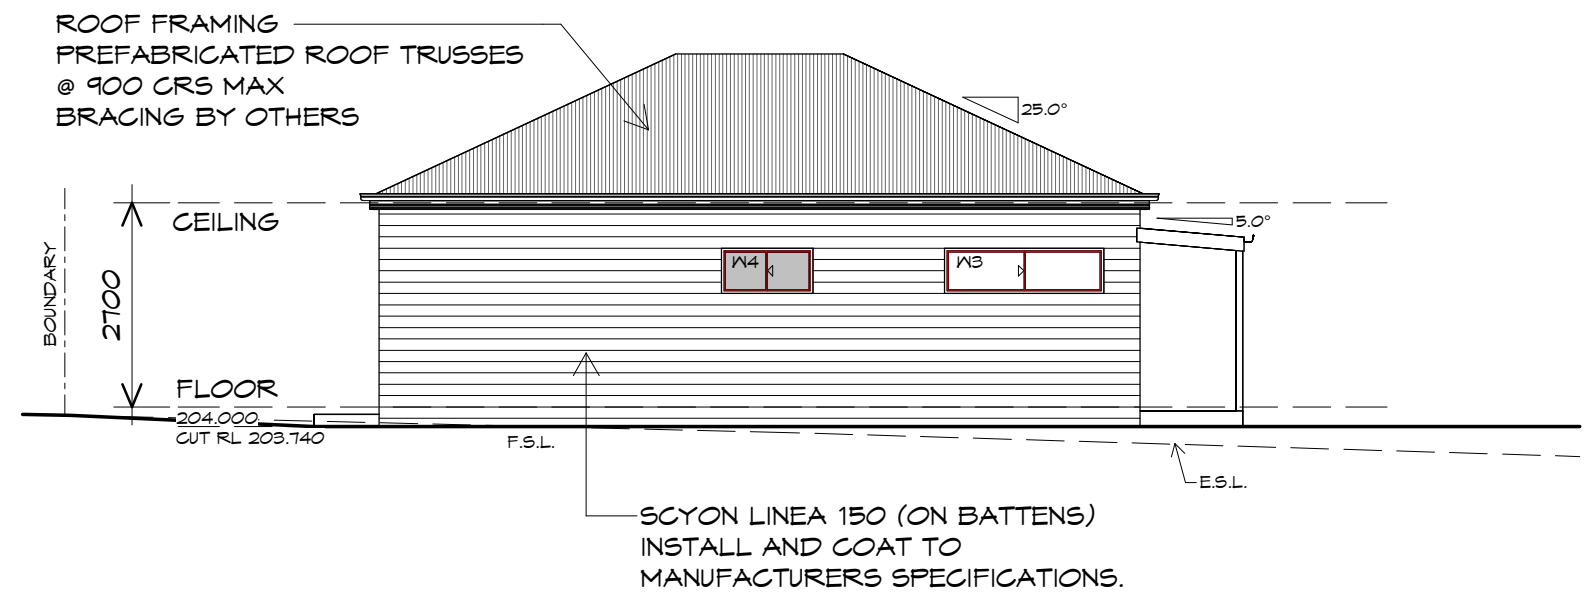 ROOF FRAMING
PREFABRICATED ROOF TRUSSES
@ 900 CRS MAX
BRACING BY OTHERS
25.0°
CEILING
5.0°
BOUNDARY
2700
W4
W3
FLOOR
204.000
CUT RL 203.740
F.S.L.
E.S.L.
SCYON LINEA 150 (ON BATTENS)
INSTALL AND COAT TO
MANUFACTURERS SPECIFICATIONS.